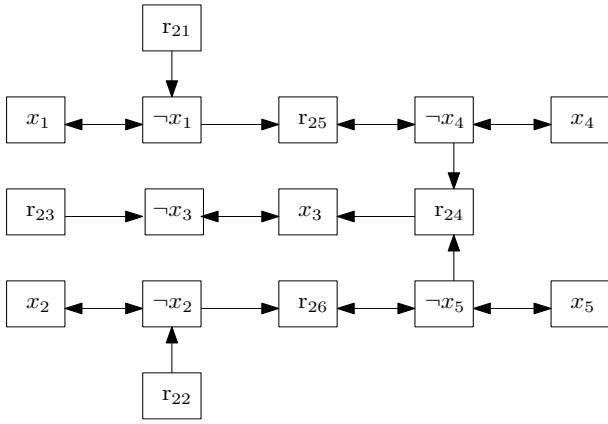 r₂₁
x₁ ¬x₁ r₂₅ ¬x₄ x₄
r₂₃ ¬x₃ x₃ r₂₄
x₂ ¬x₂ r₂₆ ¬x₅ x₅
r₂₂